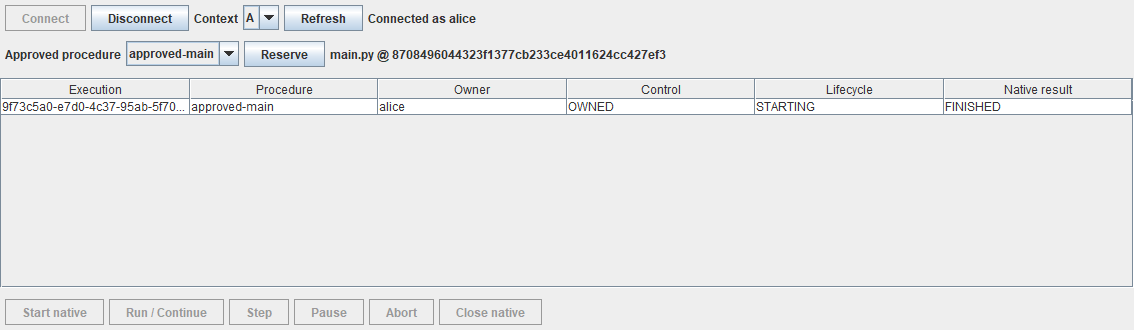 Connect Disconnect Context A Refresh Connected as alice
Approved procedure approved-main Reserve main.py @ 8708496044323f1377cb233ce4011624cc427ef3
Execution Procedure Owner Control Lifecycle Native result
9f73c5a0-e7d0-4c37-95ab-5f70... approved-main alice OWNED STARTING FINISHED
Start native Run / Continue Step Pause Abort Close native